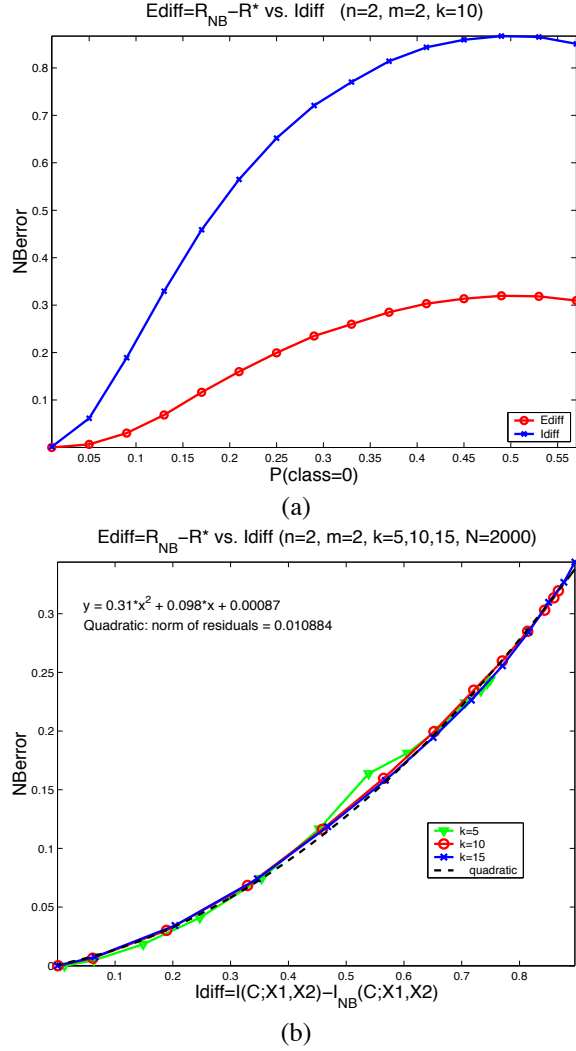 Ediff=R_NB−R* vs. Idiff (n=2, m=2, k=10)
NBerror
0.8
0.7
0.6
0.5
0.4
0.3
0.2
0.1
Ediff
Idiff
0.05 0.1 0.15 0.2 0.25 0.3 0.35 0.4 0.45 0.5 0.55
P(class=0)
(a)
Ediff=R_NB−R* vs. Idiff (n=2, m=2, k=5,10,15, N=2000)
NBerror
y = 0.31*x² + 0.098*x + 0.00087
Quadratic: norm of residuals = 0.010884
0.3
0.25
0.2
0.15
0.1
0.05
0
k=5
k=10
k=15
quadratic
0.1 0.2 0.3 0.4 0.5 0.6 0.7 0.8
Idiff=I(C;X1,X2)−I_NB(C;X1,X2)
(b)